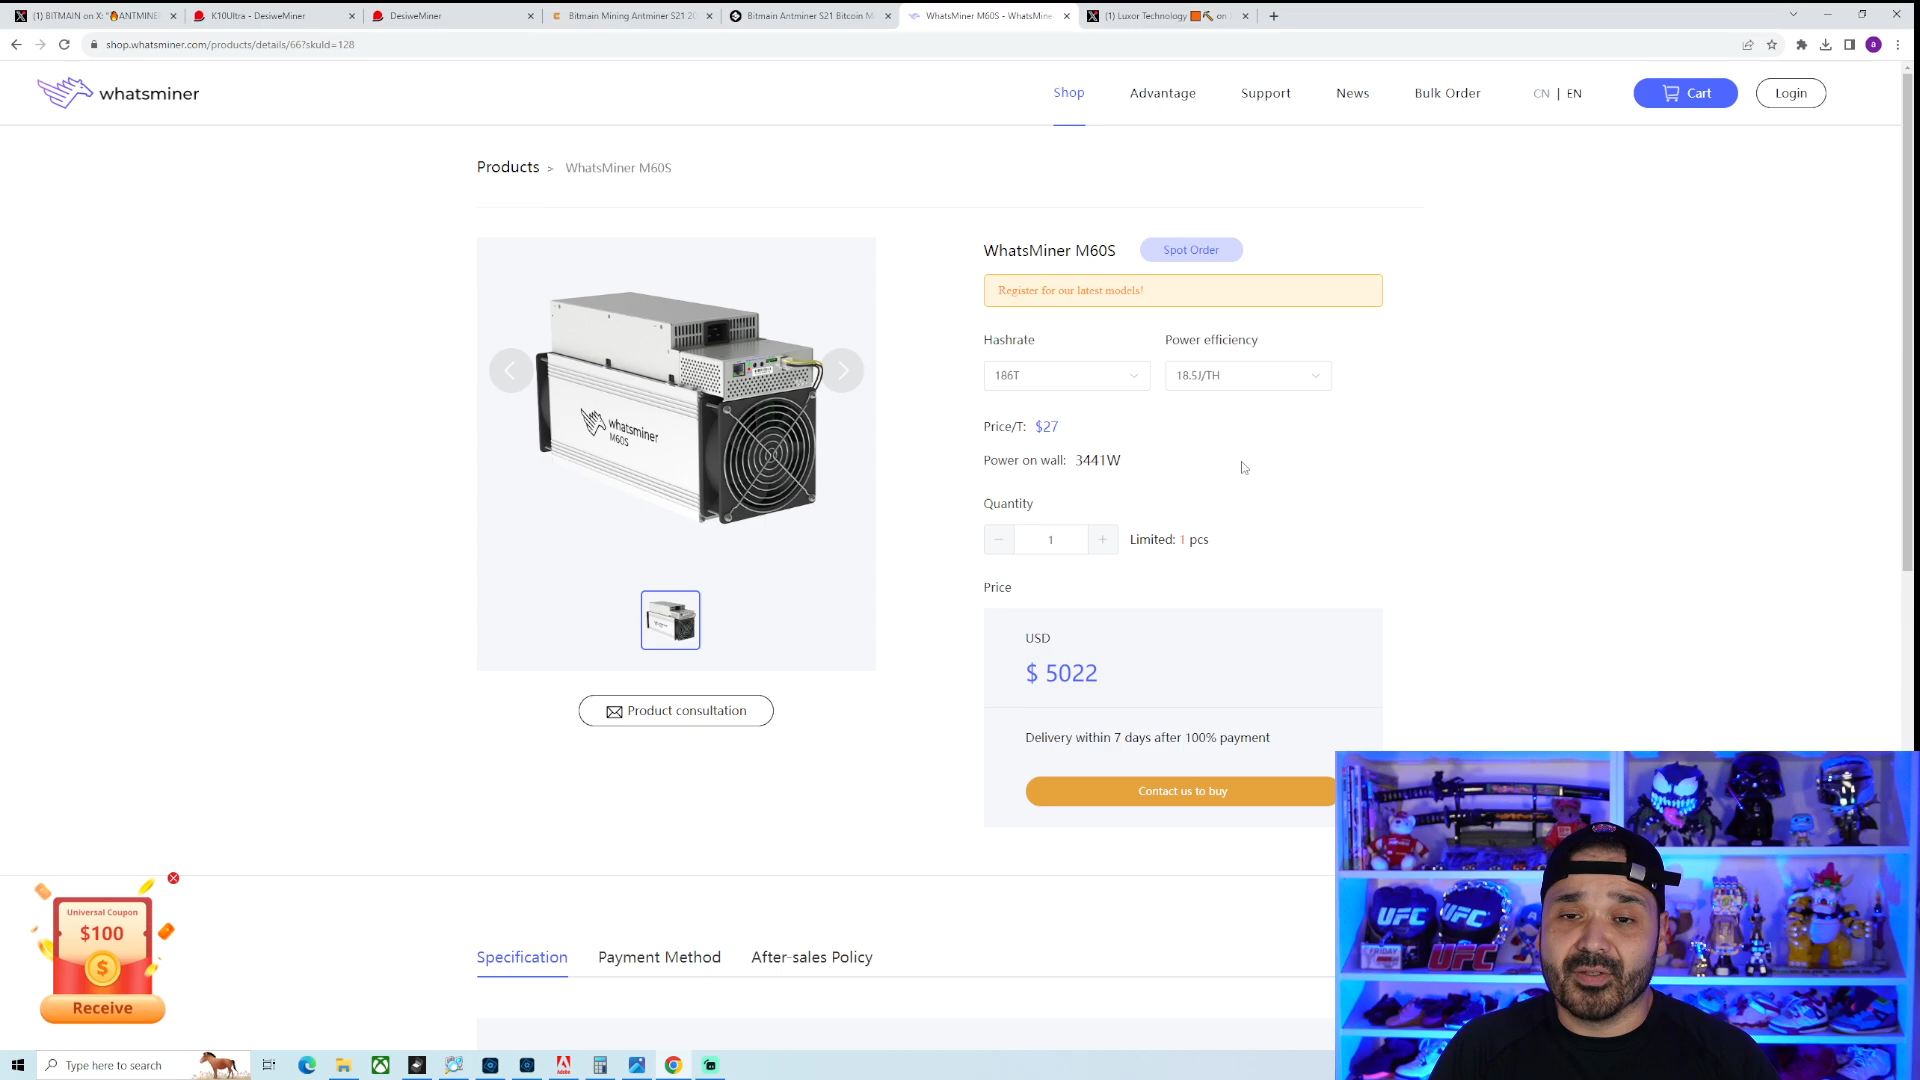 (1) BITMAIN on X: "🔥ANTMINE
K10Ultra - DesiweMiner
DesiweMiner
Bitmain Mining Antminer S21 20
Bitmain Antminer S21 Bitcoin M
WhatsMiner M60S - WhatsMine
(1) Luxor Technology 🟧⛏ on
shop.whatsminer.com/products/details/66?skuId=128
a
whatsminer
Shop
Advantage
Support
News
Bulk Order
CN | EN
Cart
Login
Products > WhatsMiner M60S
whatsminer
M60S
Product consultation
WhatsMiner M60S
Spot Order
Register for our latest models!
Hashrate
Power efficiency
186T
18.5J/TH
Price/T: $27
Power on wall: 3441W
Quantity
− 1 + Limited: 1 pcs
Price
USD
$ 5022
Delivery within 7 days after 100% payment
Contact us to buy
Universal Coupon
$100
$
Receive
Specification
Payment Method
After-sales Policy
UFC
UFC
UFC
FRIDAY
Type here to search
Adobe